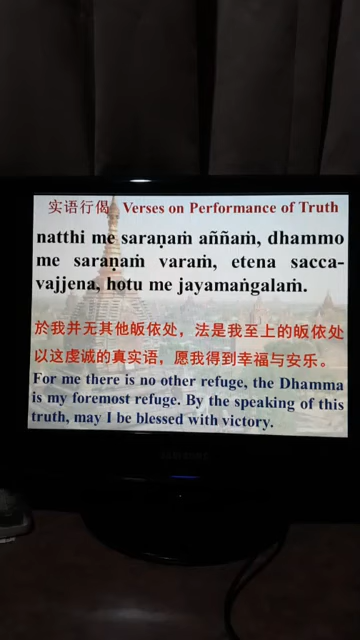 实语行偈 Verses on Performance of Truth
natthi me saraṇaṁ aññaṁ, dhammo
me saraṇaṁ varaṁ, etena sacca-
vajjena, hotu me jayamaṅgalaṁ.
於我并无其他皈依处，法是我至上的皈依处
以这虔诚的真实语，愿我得到幸福与安乐。
For me there is no other refuge, the Dhamma
is my foremost refuge. By the speaking of this
truth, may I be blessed with victory.